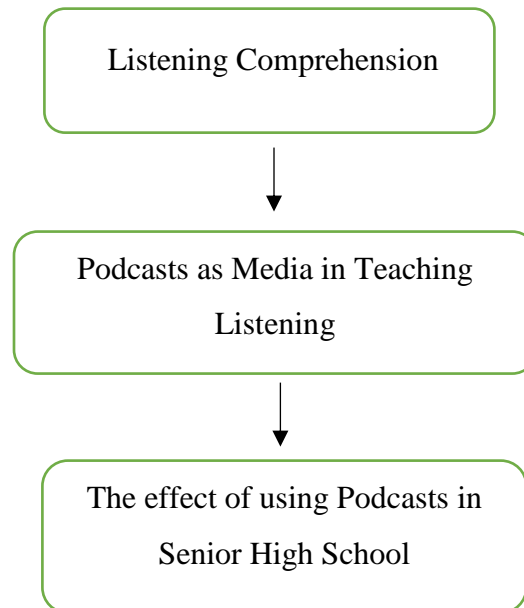 Listening Comprehension
Podcasts as Media in Teaching
Listening
The effect of using Podcasts in
Senior High School